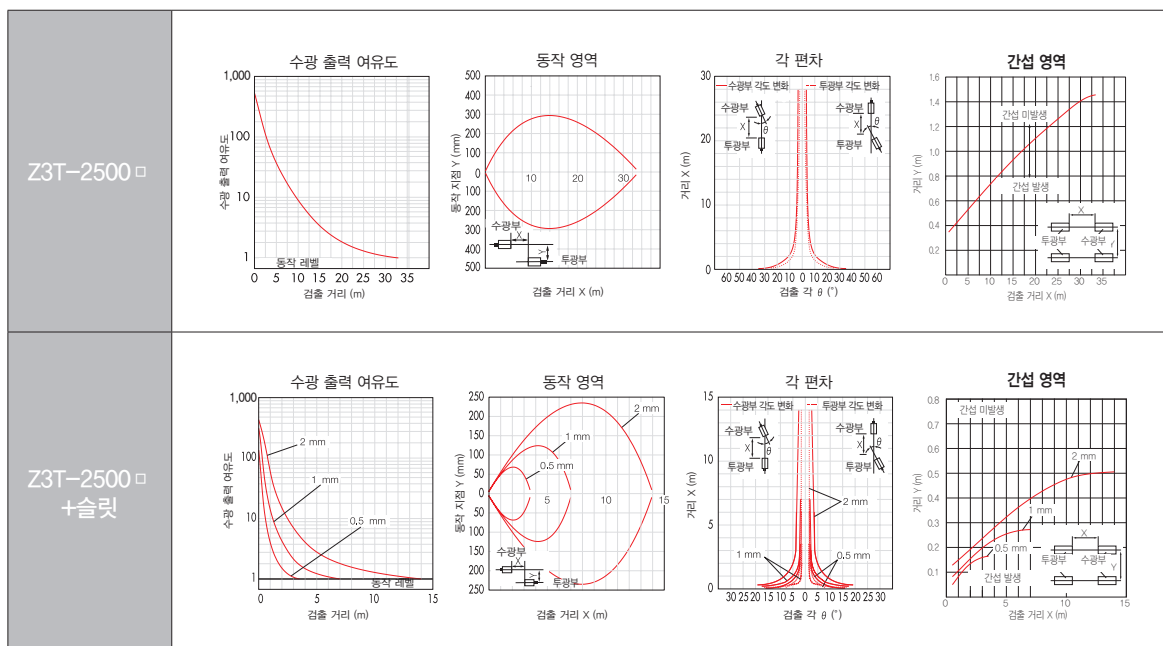 Z3T-2500□
수광 출력 여유도
1,000
100
10
1
수광 출력 여유도
동작 레벨
0 5 10 15 20 25 30 35
검출 거리 (m)
동작 영역
500
400
300
200
100
0
100
200
300
400
500
동작 지점 Y (mm)
10 20 30
수광부
X
Y
투광부
검출 거리 X (m)
각 편차
30
20
10
0
거리 X (m)
수광부 각도 변화 투광부 각도 변화
수광부
X
θ
투광부
수광부
X
θ
투광부
60 50 40 30 20 10 0 10 20 30 40 50 60
검출 각 θ (°)
간섭 영역
1.6
1.4
1.2
1.0
0.8
0.6
0.4
0.2
거리 Y (m)
간섭 미발생
간섭 발생
X
투광부 수광부 Y
0 5 10 15 20 25 30 35
검출 거리 X (m)
Z3T-2500□
+슬릿
수광 출력 여유도
1,000
100
10
1
수광 출력 여유도
2 mm
1 mm
0.5 mm
동작 레벨
0 5 10 15
검출 거리 (m)
동작 영역
250
200
150
100
50
0
50
100
150
200
250
동작 지점 Y (mm)
2 mm
1 mm
0.5 mm
5 10 15
수광부
X
Y
투광부
검출 거리 X (m)
각 편차
15
10
5
0
거리 X (m)
수광부 각도 변화 투광부 각도 변화
수광부
X
θ
투광부
수광부
X
θ
투광부
2 mm
1 mm
0.5 mm
30 25 20 15 10 5 0 5 10 15 20 25 30
검출 각 θ (°)
간섭 영역
0.8
0.7
0.6
0.5
0.4
0.3
0.2
0.1
거리 Y (m)
간섭 미발생
2 mm
1 mm
0.5 mm
간섭 발생
X
투광부 수광부 Y
0 5 10 15
검출 거리 X (m)